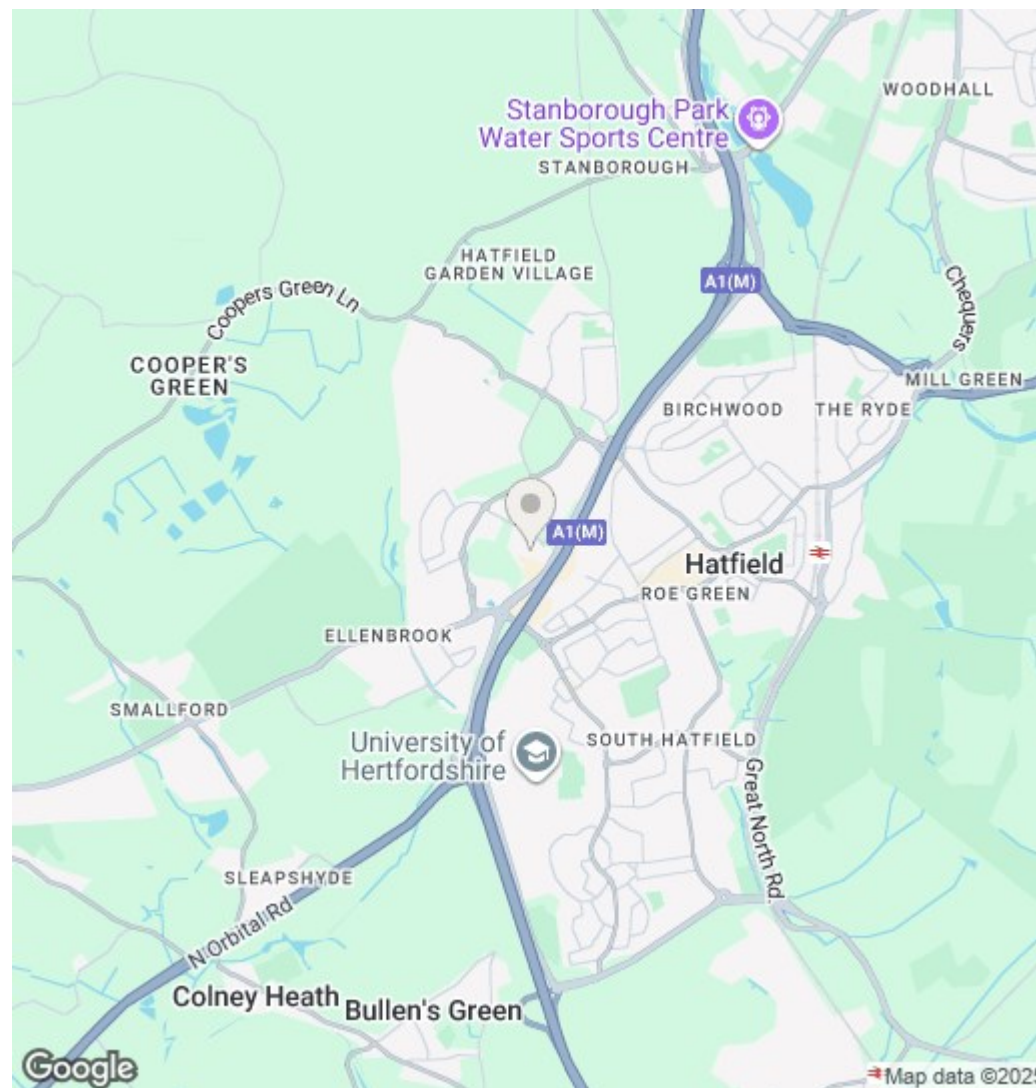 WOODHALL
Stanborough Park
Water Sports Centre
STANBOROUGH
HATFIELD
GARDEN VILLAGE
A1(M)
Chequers
Coopers Green Ln
COOPER'S
GREEN
MILL GREEN
BIRCHWOOD
THE RYDE
A1(M)
Hatfield
ROE GREEN
ELLENBROOK
SMALLFORD
University of
Hertfordshire
SOUTH HATFIELD
Great North Rd
SLEAPSHYDE
N Orbital Rd
Colney Heath
Bullen's Green
Google
Map data ©2025